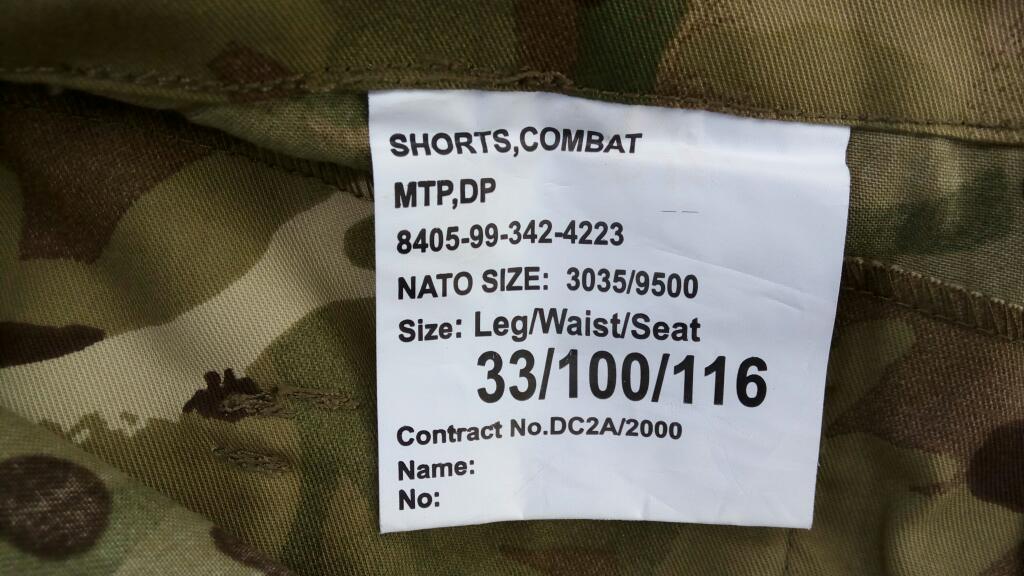 SHORTS,COMBAT
MTP,DP
8405-99-342-4223
NATO SIZE: 3035/9500
Size: Leg/Waist/Seat
33/100/116
Contract No.DC2A/2000
Name:
No: